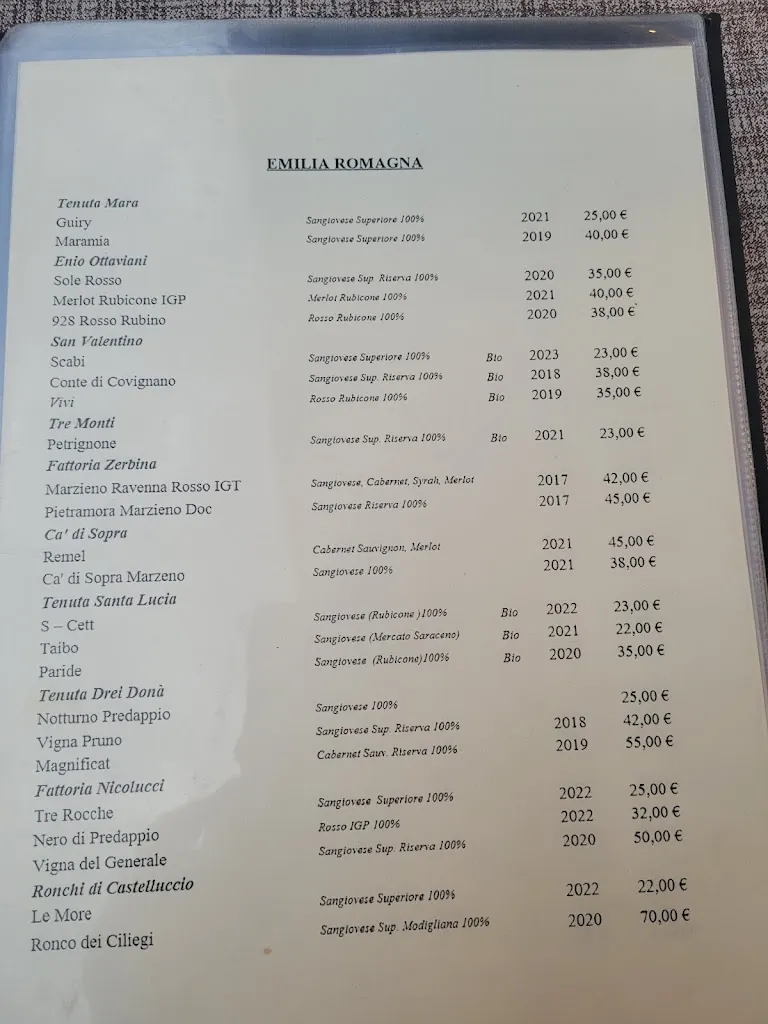 EMILIA ROMAGNA
Tenuta Mara
Guiry Sangiovese Superiore 100% 2021 25,00 €
Maramia Sangiovese Superiore 100% 2019 40,00 €
Enio Ottaviani
Sole Rosso Sangiovese Sup. Riserva 100% 2020 35,00 €
Merlot Rubicone IGP Merlot Rubicone 100% 2021 40,00 €
928 Rosso Rubino Rosso Rubicone 100% 2020 38,00 €
San Valentino
Scabi Sangiovese Superiore 100% Bio 2023 23,00 €
Conte di Covignano Sangiovese Sup. Riserva 100% Bio 2018 38,00 €
Vivi Rosso Rubicone 100% Bio 2019 35,00 €
Tre Monti
Petrignone Sangiovese Sup. Riserva 100% Bio 2021 23,00 €
Fattoria Zerbina
Marzieno Ravenna Rosso IGT Sangiovese, Cabernet, Syrah, Merlot 2017 42,00 €
Pietramora Marzieno Doc Sangiovese Riserva 100% 2017 45,00 €
Ca' di Sopra
Remel Cabernet Sauvignon, Merlot 2021 45,00 €
Ca' di Sopra Marzeno Sangiovese 100% 2021 38,00 €
Tenuta Santa Lucia
S – Cett Sangiovese (Rubicone )100% Bio 2022 23,00 €
Taibo Sangiovese (Mercato Saraceno) Bio 2021 22,00 €
Paride Sangiovese (Rubicone)100% Bio 2020 35,00 €
Tenuta Drei Donà
Notturno Predappio Sangiovese 100% 25,00 €
Vigna Pruno Sangiovese Sup. Riserva 100% 2018 42,00 €
Magnificat Cabernet Sauv. Riserva 100% 2019 55,00 €
Fattoria Nicolucci
Tre Rocche Sangiovese Superiore 100% 2022 25,00 €
Nero di Predappio Rosso IGP 100% 2022 32,00 €
Vigna del Generale Sangiovese Sup. Riserva 100% 2020 50,00 €
Ronchi di Castelluccio
Le More Sangiovese Superiore 100% 2022 22,00 €
Ronco dei Ciliegi Sangiovese Sup. Modigliana 100% 2020 70,00 €